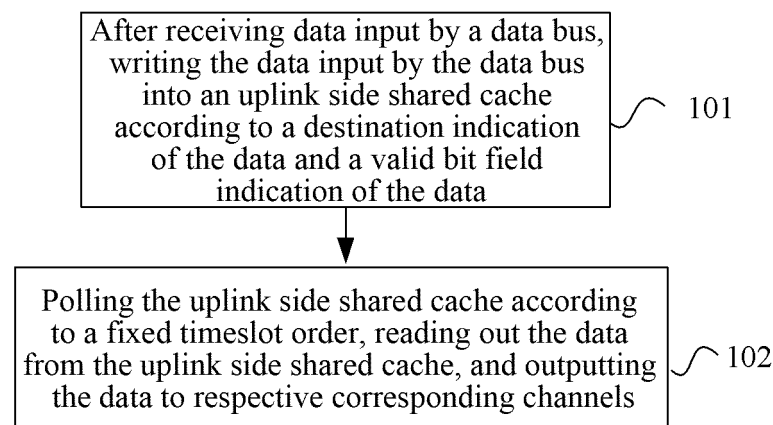 After receiving data input by a data bus,
writing the data input by the data bus
into an uplink side shared cache
according to a destination indication
of the data and a valid bit field
indication of the data
101
Polling the uplink side shared cache according
to a fixed timeslot order, reading out the data
from the uplink side shared cache, and outputting
the data to respective corresponding channels
102